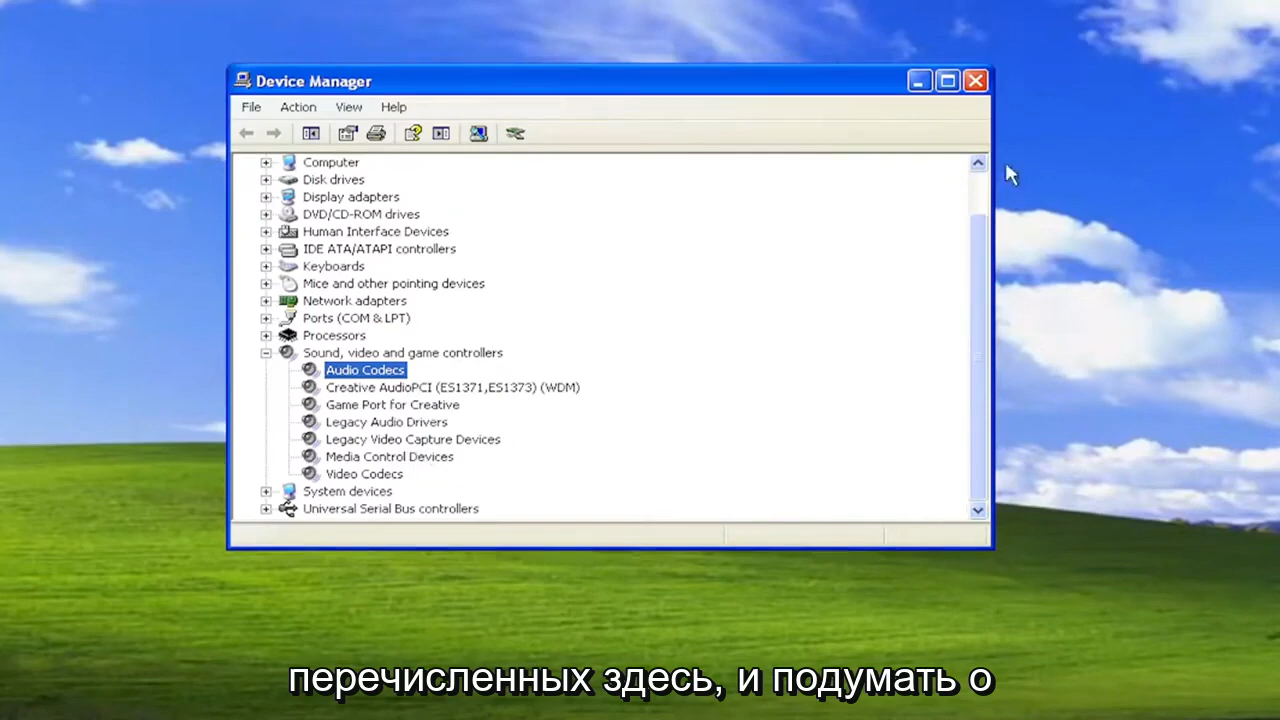 Device Manager
File Action View Help
Computer
Disk drives
Display adapters
DVD/CD-ROM drives
Human Interface Devices
IDE ATA/ATAPI controllers
Keyboards
Mice and other pointing devices
Network adapters
Ports (COM & LPT)
Processors
Sound, video and game controllers
Audio Codecs
Creative AudioPCI (ES1371,ES1373) (WDM)
Game Port for Creative
Legacy Audio Drivers
Legacy Video Capture Devices
Media Control Devices
Video Codecs
System devices
Universal Serial Bus controllers
перечисленных здесь, и подумать о